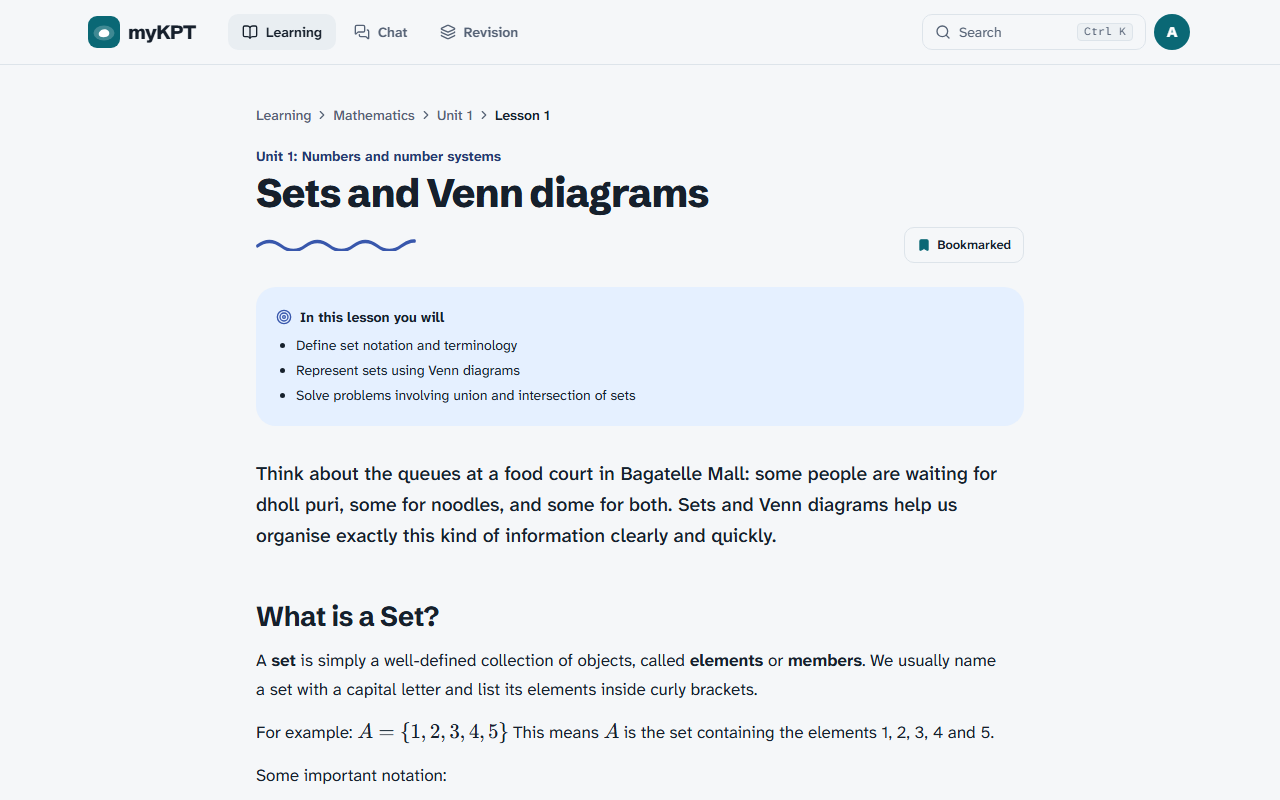 myKPT
Learning
Chat
Revision
Search
Ctrl K
A
Learning > Mathematics > Unit 1 > Lesson 1
Unit 1: Numbers and number systems
Sets and Venn diagrams
Bookmarked
In this lesson you will
• Define set notation and terminology
• Represent sets using Venn diagrams
• Solve problems involving union and intersection of sets
Think about the queues at a food court in Bagatelle Mall: some people are waiting for
dholl puri, some for noodles, and some for both. Sets and Venn diagrams help us
organise exactly this kind of information clearly and quickly.
What is a Set?
A set is simply a well-defined collection of objects, called elements or members. We usually name
a set with a capital letter and list its elements inside curly brackets.
For example: A = {1, 2, 3, 4, 5} This means A is the set containing the elements 1, 2, 3, 4 and 5.
Some important notation: